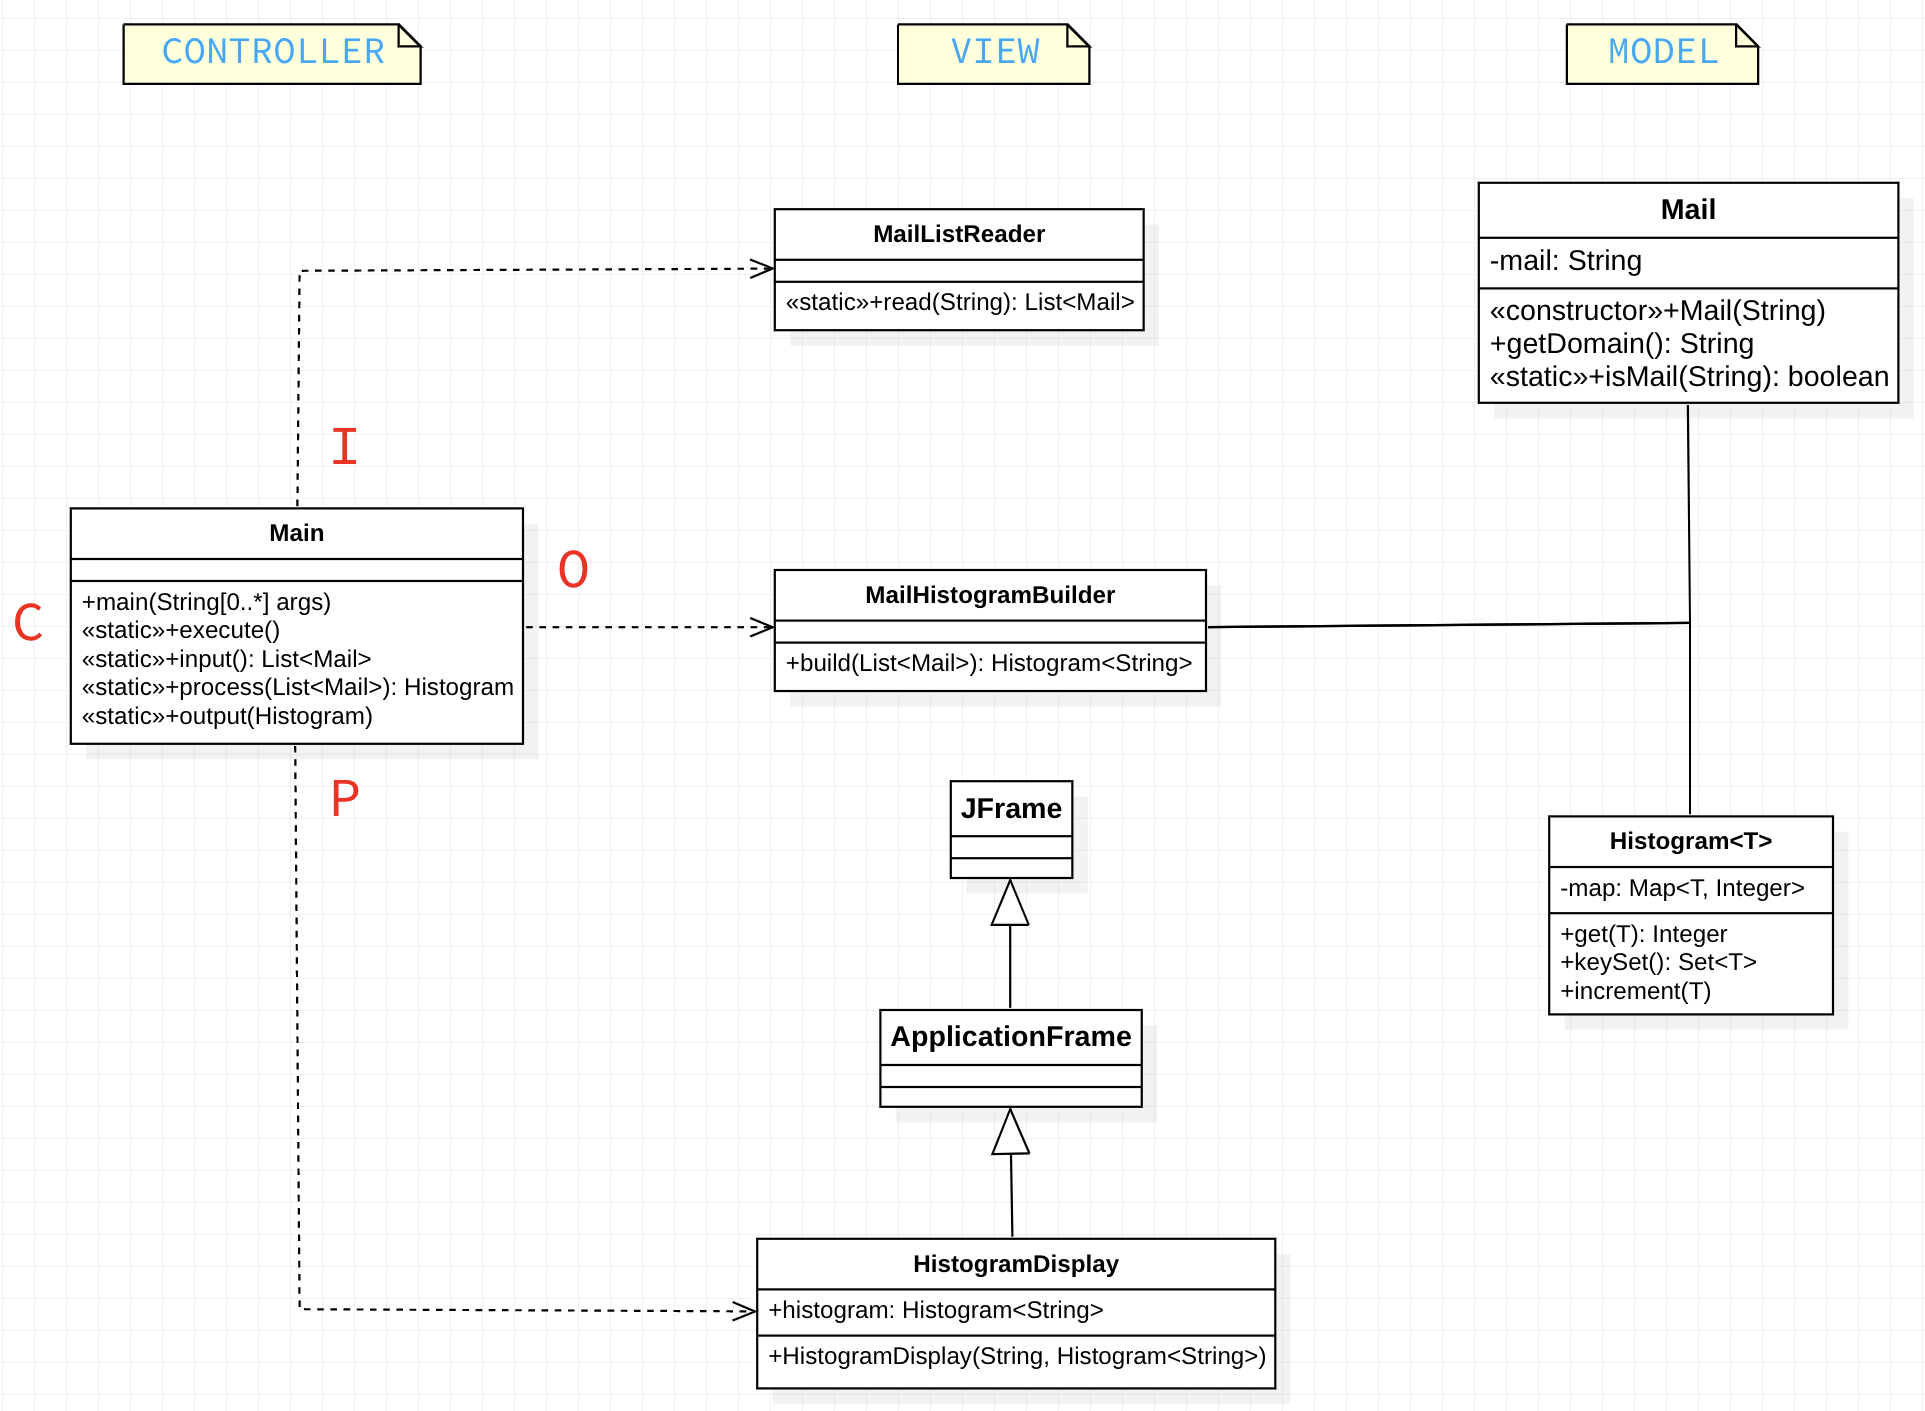 CONTROLLER
VIEW
MODEL
MailListReader
«static»+read(String): List<Mail>
Mail
-mail: String
«constructor»+Mail(String)
+getDomain(): String
«static»+isMail(String): boolean
I
Main
+main(String[0..*] args)
«static»+execute()
«static»+input(): List<Mail>
«static»+process(List<Mail>): Histogram
«static»+output(Histogram)
C
O
P
MailHistogramBuilder
+build(List<Mail>): Histogram<String>
JFrame
ApplicationFrame
Histogram<T>
-map: Map<T, Integer>
+get(T): Integer
+keySet(): Set<T>
+increment(T)
HistogramDisplay
+histogram: Histogram<String>
+HistogramDisplay(String, Histogram<String>)